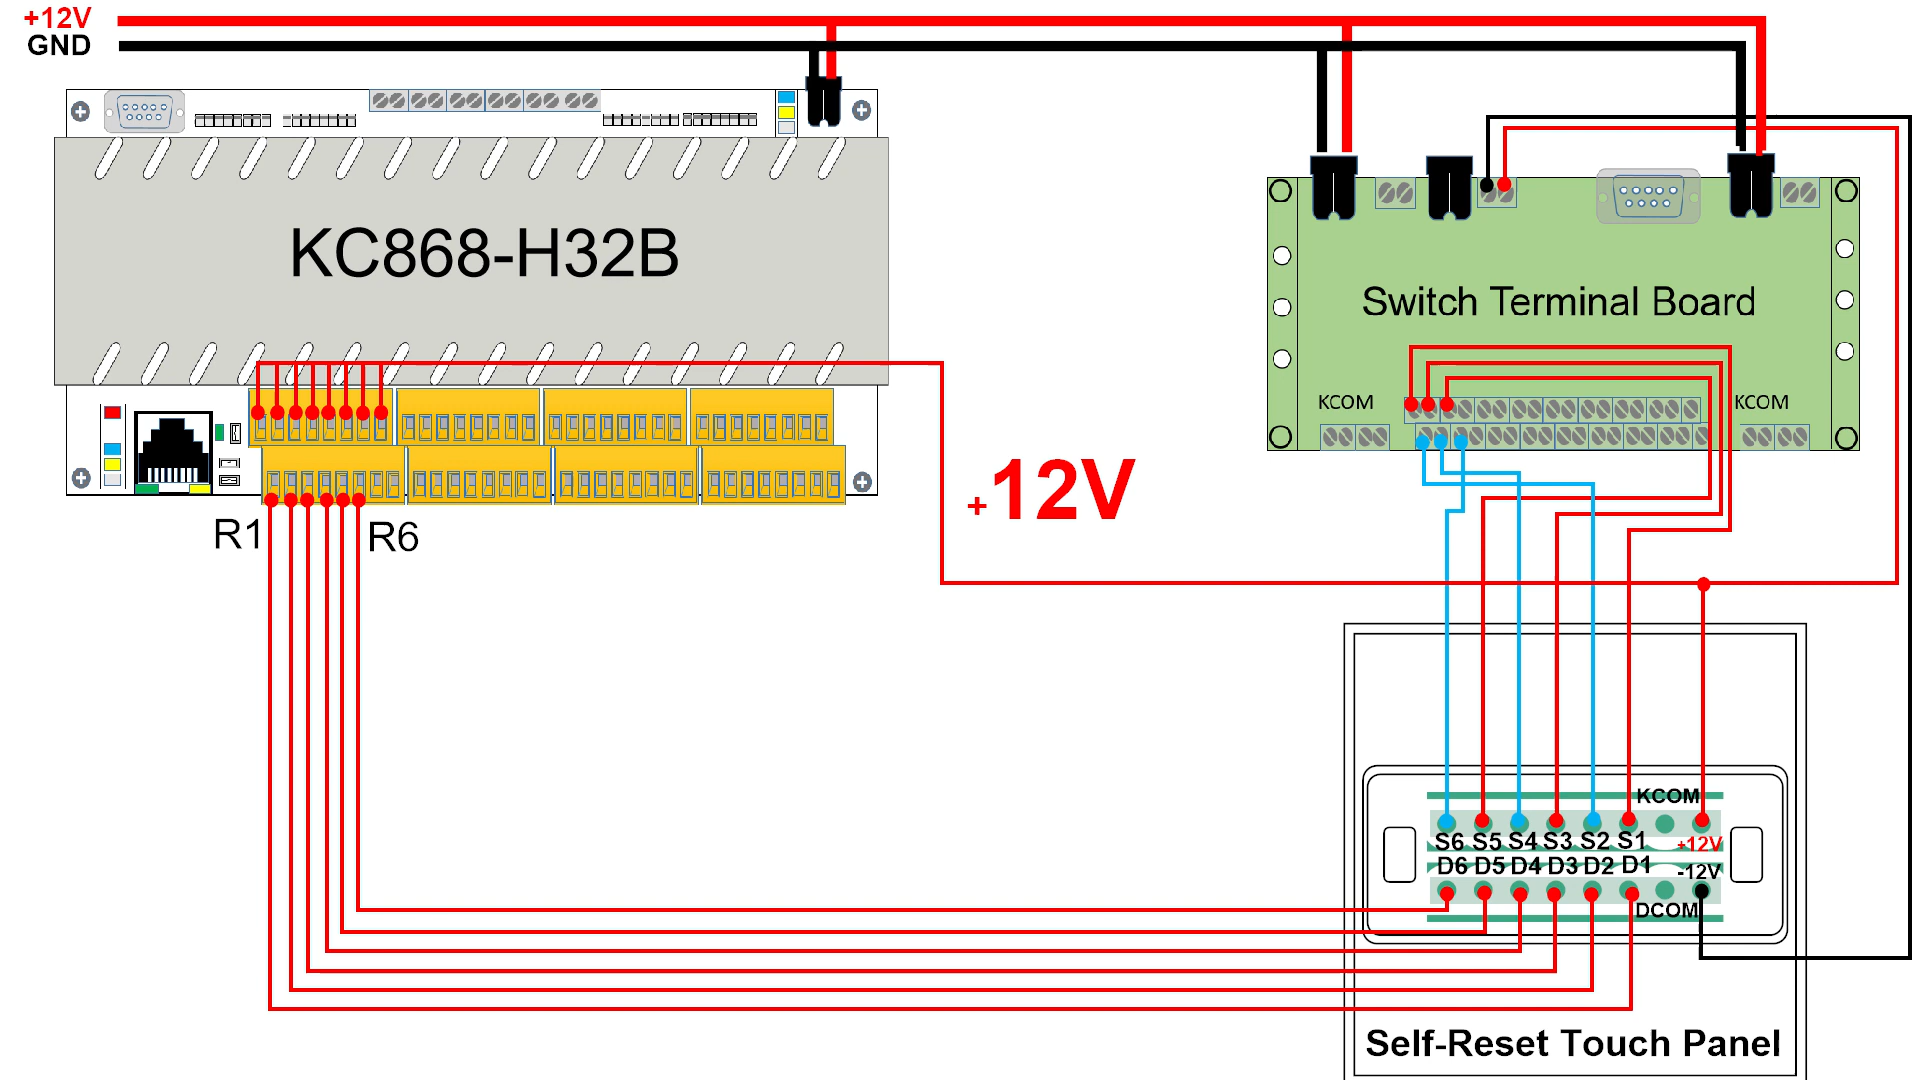 +12V
GND
KC868-H32B
Switch Terminal Board
KCOM
KCOM
+12V
R1
R6
KCOM
S6 S5 S4 S3 S2 S1 +12V
D6 D5 D4 D3 D2 D1 -12V
DCOM
Self-Reset Touch Panel